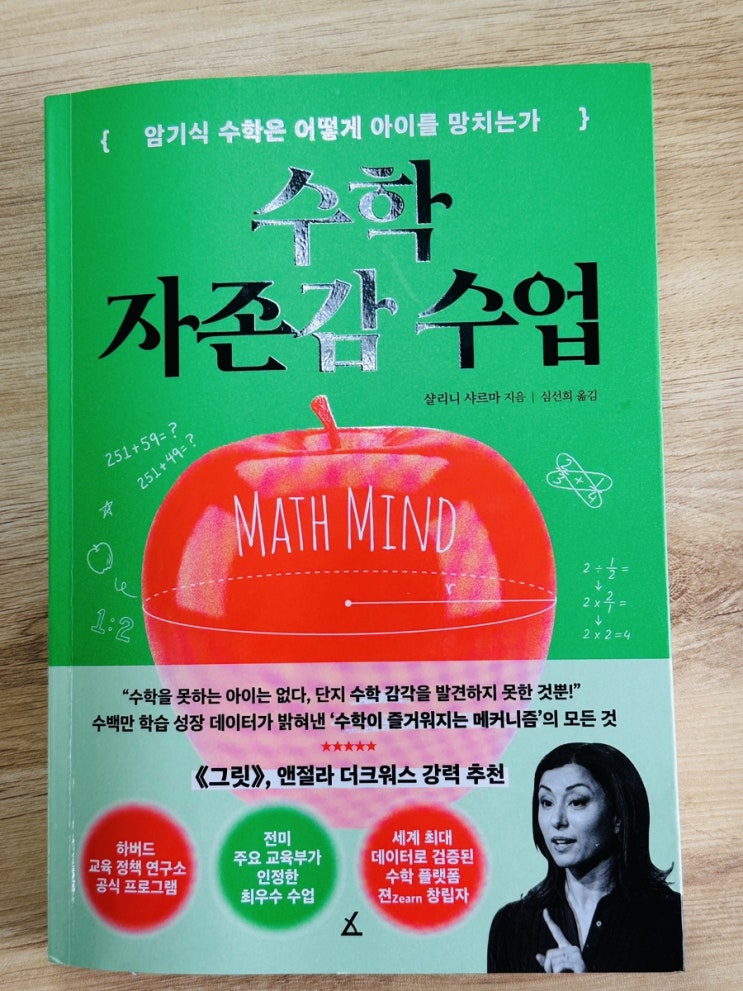 { 암기식 수학은 어떻게 아이를 망치는가 }
수학
자존감 수업
샬리니 샤르마 지음 | 심선희 옮김
251+59=?
251+49=?
MATH MIND
r
2 3 × 4
1:2
2 ÷ 1/2 =
↓
2 × 2/1 =
↓
2 × 2 = 4
“수학을 못하는 아이는 없다, 단지 수학 감각을 발견하지 못한 것뿐!”
수백만 학습 성장 데이터가 밝혀낸 ‘수학이 즐거워지는 메커니즘’의 모든 것
★★★★★
《그릿》, 앤절라 더크워스 강력 추천
하버드
교육 정책 연구소
공식 프로그램
전미
주요 교육부가
인정한
최우수 수업
세계 최대
데이터로 검증된
수학 플랫폼
젼Zearn 창립자